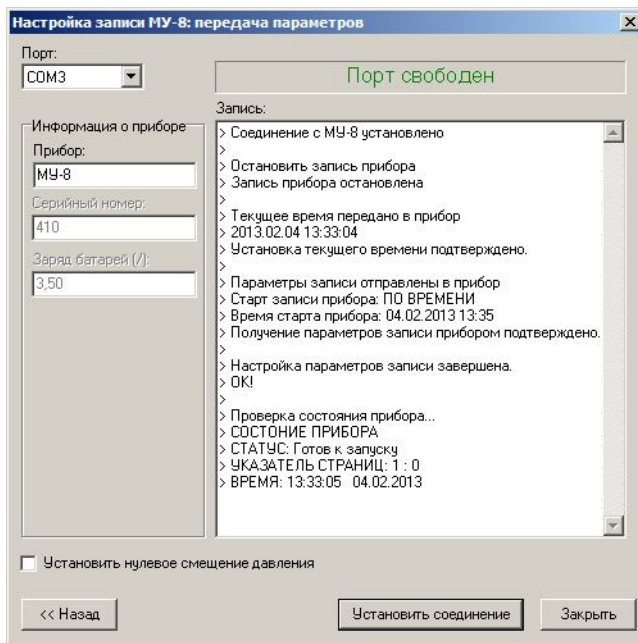 Настройка записи МУ-8: передача параметров
Порт:
COM3
Порт свободен
Запись:
Информация о приборе
Прибор:
МУ-8
Серийный номер:
410
Заряд батарей (/):
3,50
> Соединение с МУ-8 установлено
>
> Остановить запись прибора
> Запись прибора остановлена
>
> Текущее время передано в прибор
> 2013.02.04 13:33:04
> Установка текущего времени подтверждено.
>
> Параметры записи отправлены в прибор
> Старт записи прибора: ПО ВРЕМЕНИ
> Время старта прибора: 04.02.2013 13:35
> Получение параметров записи прибором подтверждено.
>
> Настройка параметров записи завершена.
> OK!
>
> Проверка состояния прибора...
> СОСТОНИЕ ПРИБОРА
> СТАТУС: Готов к запуску
> УКАЗАТЕЛЬ СТРАНИЦ: 1 : 0
> ВРЕМЯ: 13:33:05 04.02.2013
Установить нулевое смещение давления
<< Назад
Установить соединение
Закрыть